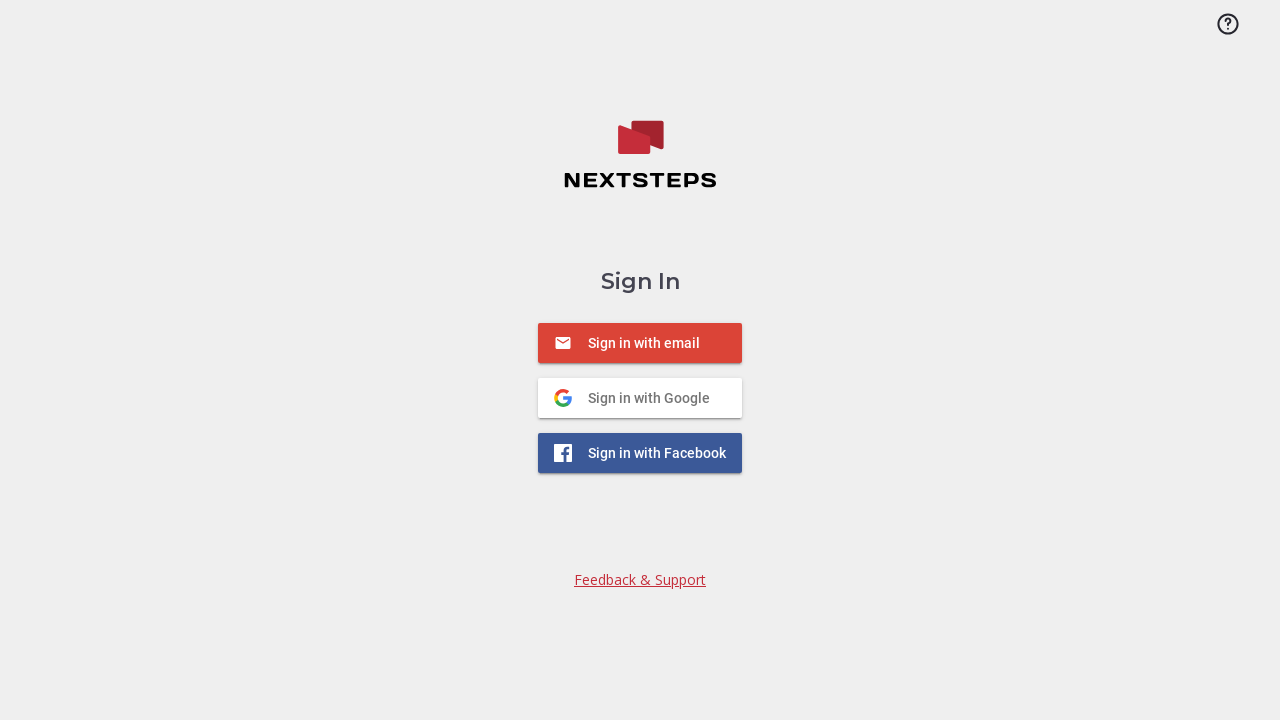 NEXTSTEPS
Sign In
Sign in with email
Sign in with Google
Sign in with Facebook
Feedback & Support